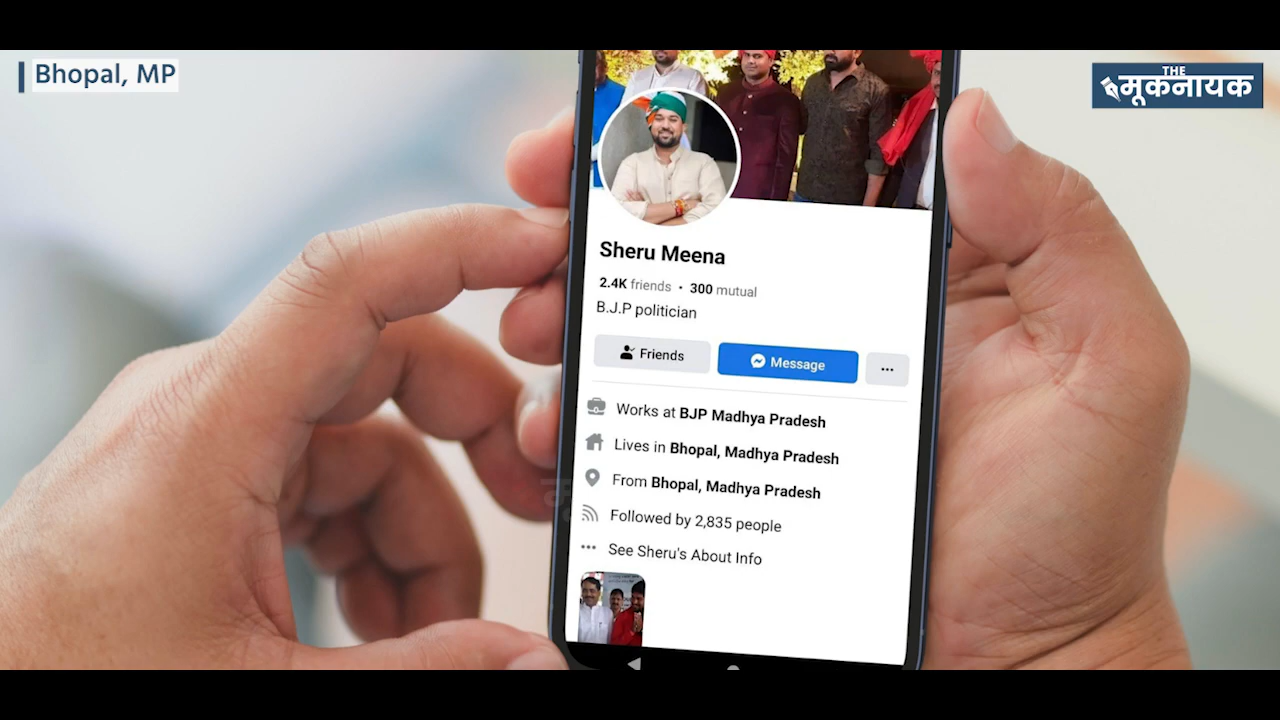 Bhopal, MP
THE
मूकनायक
Sheru Meena
2.4K friends • 300 mutual
B.J.P politician
Friends
Message
Works at BJP Madhya Pradesh
Lives in Bhopal, Madhya Pradesh
From Bhopal, Madhya Pradesh
Followed by 2,835 people
See Sheru's About Info